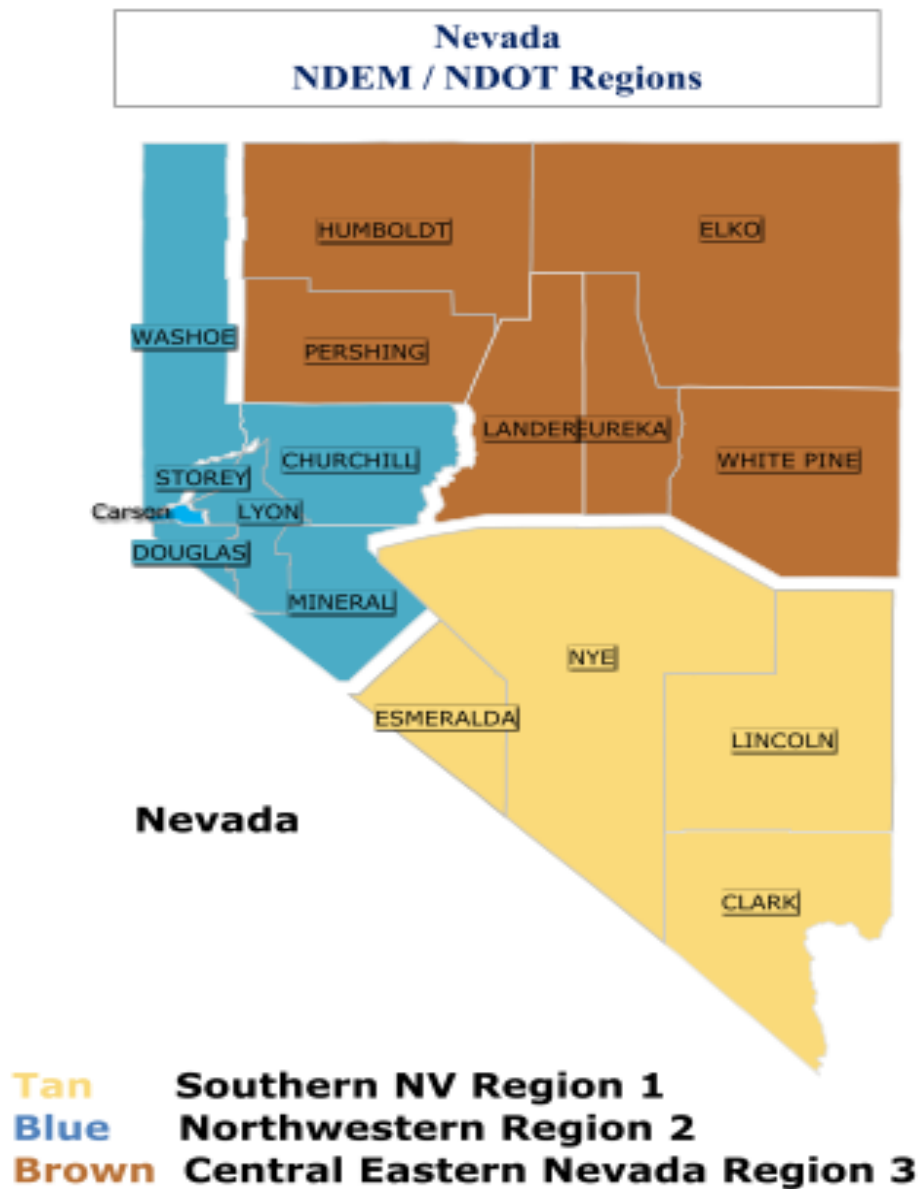 Nevada
NDEM / NDOT Regions
HUMBOLDT
ELKO
WASHOE
PERSHING
LANDER
EUREKA
CHURCHILL
WHITE PINE
STOREY
Carson
LYON
DOUGLAS
MINERAL
NYE
ESMERALDA
LINCOLN
Nevada
CLARK
Tan Southern NV Region 1
Blue Northwestern Region 2
Brown Central Eastern Nevada Region 3